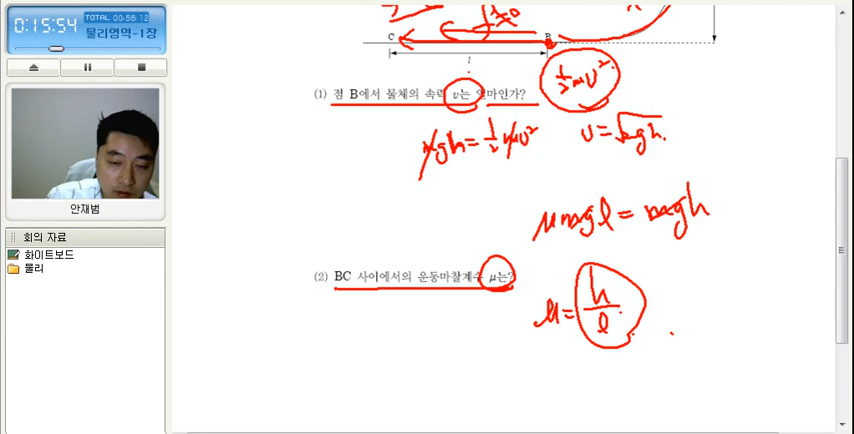 0:15:54
TOTAL 00:56:12
물리영역-1장
안재범
회의 자료
화이트보드
물리
C
B
l
(1) 점 B에서 물체의 속력 v는 얼마인가?
½mv²
mgh = ½mv²
v = √2gh
μmgl = mgh
(2) BC 사이에서의 운동마찰계수 μ는?
μ = h/l